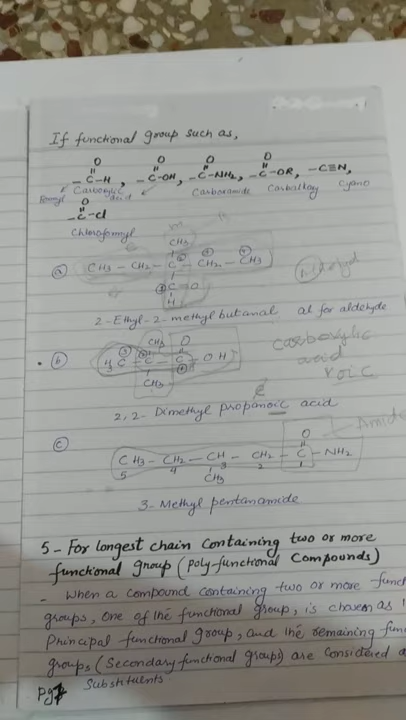 If functional group such as,
O O O O
-C-H, -C-OH, -C-NH₂, -C-OR, -C≡N,
Formyl Carboxylic acid Carboxamide Carbalkoxy Cyano
O
-C-Cl
Chloroformyl
CH₃
ⓐ CH₃ - CH₂ - C - CH₂ - CH₃
C=O
H
2-Ethyl-2-methyl butanal al for aldehyde
CH₃ O
ⓑ H₃C - C - C - OH
CH₃
carboxylic
acid
2,2-Dimethyl propanoic acid
Amide
O
ⓒ CH₃ - CH₂ - CH - CH₂ - C - NH₂
5 4 3 2 1
CH₃
3-Methyl pentanamide
5- For longest chain containing two or more
functional group (poly-functional Compounds)
- When a compound containing two or more funct
groups, one of the functional group, is chosen as
Principal functional group, and the remaining fun
groups (Secondary functional groups) are considered a
Substituents